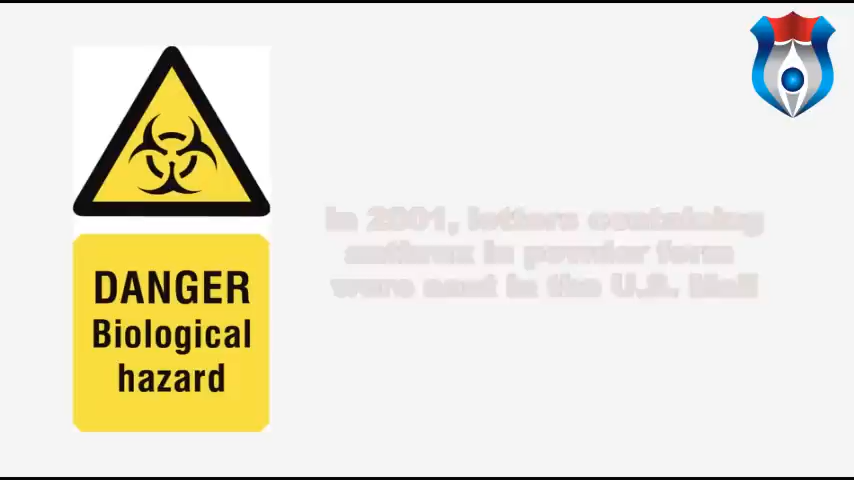 DANGER
Biological
hazard
In 2001, letters containing
anthrax in powder form
were sent in the U.S. Mail